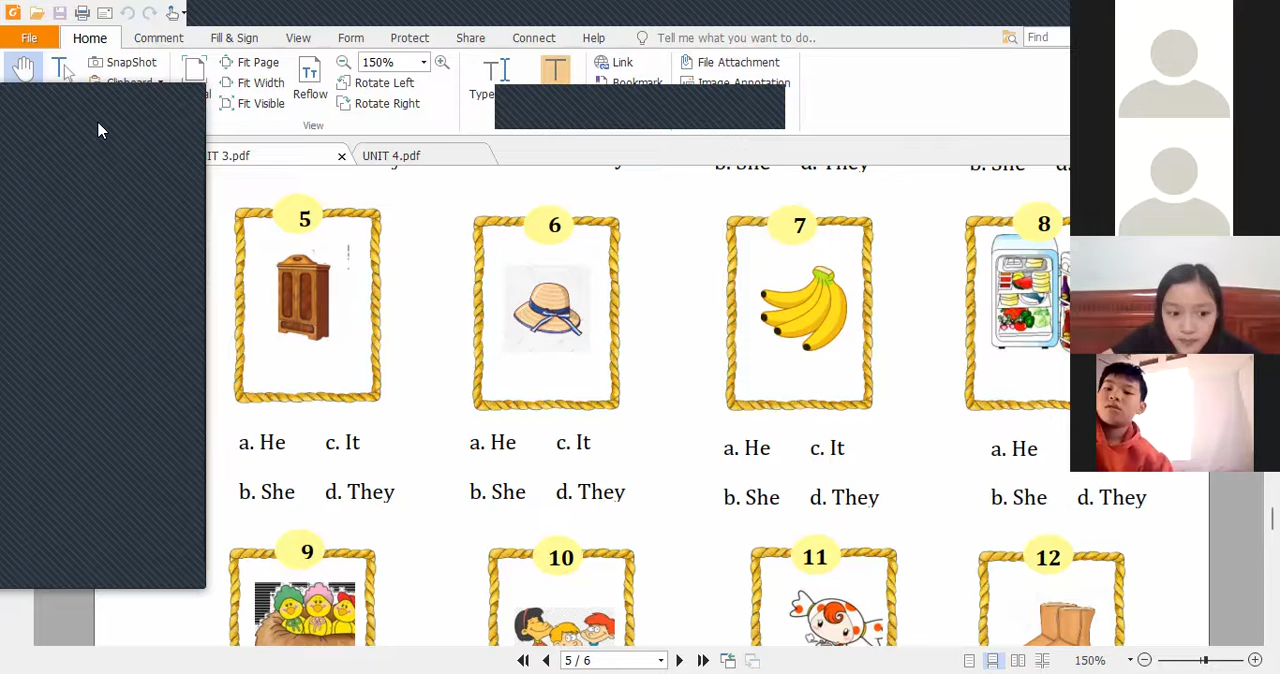 File Home Comment Fill & Sign View Form Protect Share Connect Help Tell me what you want to do.. Find
SnapShot Fit Page 150% Link File Attachment
Fit Width Rotate Left
Fit Visible Reflow Rotate Right Type
View
UNIT 4.pdf
b. She d. They b. She
5 6 7 8
a. He c. It a. He c. It a. He c. It a. He
b. She d. They b. She d. They b. She d. They b. She d. They
9 10 11 12
5 / 6 150%